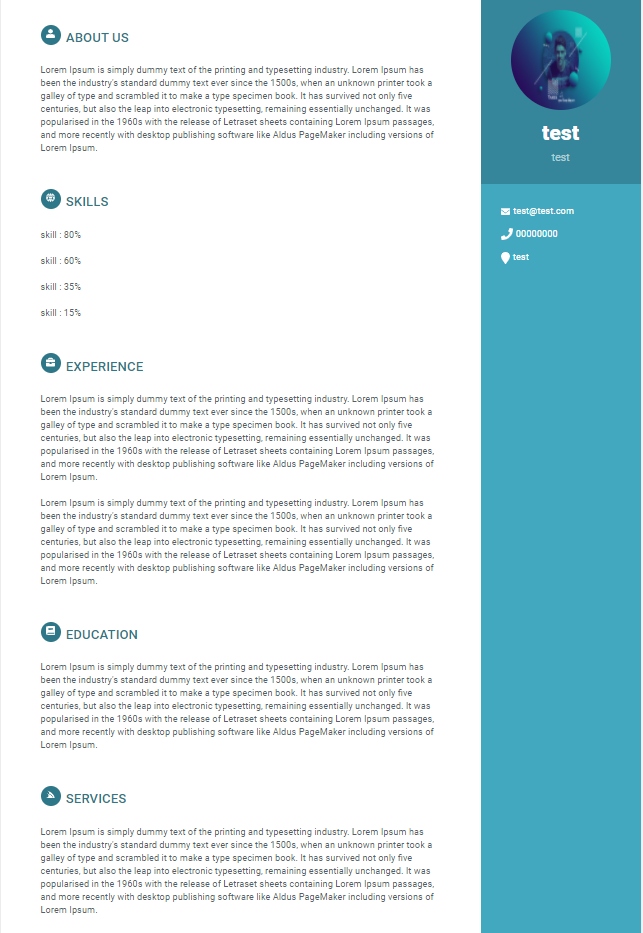 ABOUT US
Lorem Ipsum is simply dummy text of the printing and typesetting industry. Lorem Ipsum has
been the industry's standard dummy text ever since the 1500s, when an unknown printer took a
galley of type and scrambled it to make a type specimen book. It has survived not only five
centuries, but also the leap into electronic typesetting, remaining essentially unchanged. It was
popularised in the 1960s with the release of Letraset sheets containing Lorem Ipsum passages,
and more recently with desktop publishing software like Aldus PageMaker including versions of
Lorem Ipsum.
SKILLS
skill : 80%
skill : 60%
skill : 35%
skill : 15%
EXPERIENCE
Lorem Ipsum is simply dummy text of the printing and typesetting industry. Lorem Ipsum has
been the industry's standard dummy text ever since the 1500s, when an unknown printer took a
galley of type and scrambled it to make a type specimen book. It has survived not only five
centuries, but also the leap into electronic typesetting, remaining essentially unchanged. It was
popularised in the 1960s with the release of Letraset sheets containing Lorem Ipsum passages,
and more recently with desktop publishing software like Aldus PageMaker including versions of
Lorem Ipsum.
Lorem Ipsum is simply dummy text of the printing and typesetting industry. Lorem Ipsum has
been the industry's standard dummy text ever since the 1500s, when an unknown printer took a
galley of type and scrambled it to make a type specimen book. It has survived not only five
centuries, but also the leap into electronic typesetting, remaining essentially unchanged. It was
popularised in the 1960s with the release of Letraset sheets containing Lorem Ipsum passages,
and more recently with desktop publishing software like Aldus PageMaker including versions of
Lorem Ipsum.
EDUCATION
Lorem Ipsum is simply dummy text of the printing and typesetting industry. Lorem Ipsum has
been the industry's standard dummy text ever since the 1500s, when an unknown printer took a
galley of type and scrambled it to make a type specimen book. It has survived not only five
centuries, but also the leap into electronic typesetting, remaining essentially unchanged. It was
popularised in the 1960s with the release of Letraset sheets containing Lorem Ipsum passages,
and more recently with desktop publishing software like Aldus PageMaker including versions of
Lorem Ipsum.
SERVICES
Lorem Ipsum is simply dummy text of the printing and typesetting industry. Lorem Ipsum has
been the industry's standard dummy text ever since the 1500s, when an unknown printer took a
galley of type and scrambled it to make a type specimen book. It has survived not only five
centuries, but also the leap into electronic typesetting, remaining essentially unchanged. It was
popularised in the 1960s with the release of Letraset sheets containing Lorem Ipsum passages,
and more recently with desktop publishing software like Aldus PageMaker including versions of
Lorem Ipsum.
test
test
test@test.com
00000000
test